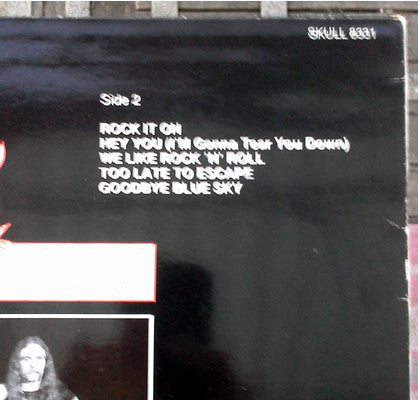 SKULL 8331
Side 2
ROCK IT ON
HEY YOU (I'M Gonna Tear You Down)
WE LIKE ROCK 'N' ROLL
TOO LATE TO ESCAPE
GOODBYE BLUE SKY